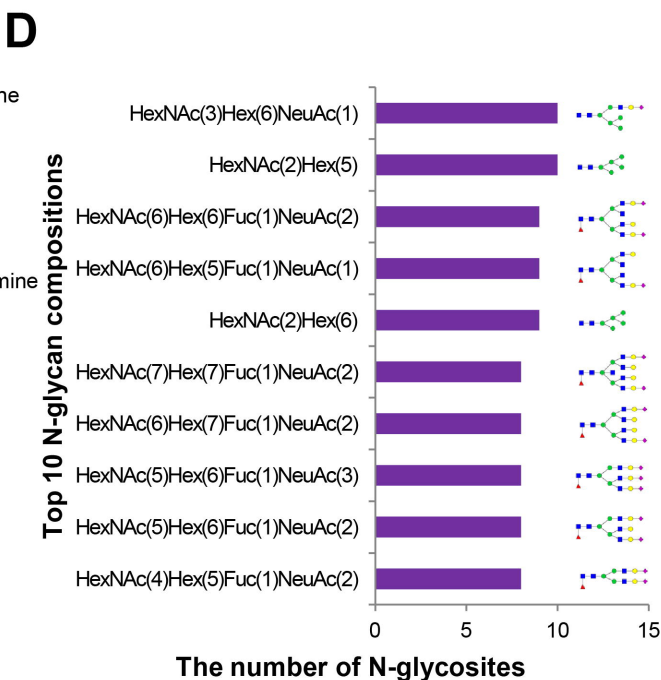 D
ne
mine
Top 10 N-glycan compositions
HexNAc(3)Hex(6)NeuAc(1)
HexNAc(2)Hex(5)
HexNAc(6)Hex(6)Fuc(1)NeuAc(2)
HexNAc(6)Hex(5)Fuc(1)NeuAc(1)
HexNAc(2)Hex(6)
HexNAc(7)Hex(7)Fuc(1)NeuAc(2)
HexNAc(6)Hex(7)Fuc(1)NeuAc(2)
HexNAc(5)Hex(6)Fuc(1)NeuAc(3)
HexNAc(5)Hex(6)Fuc(1)NeuAc(2)
HexNAc(4)Hex(5)Fuc(1)NeuAc(2)
0 5 10 15
The number of N-glycosites